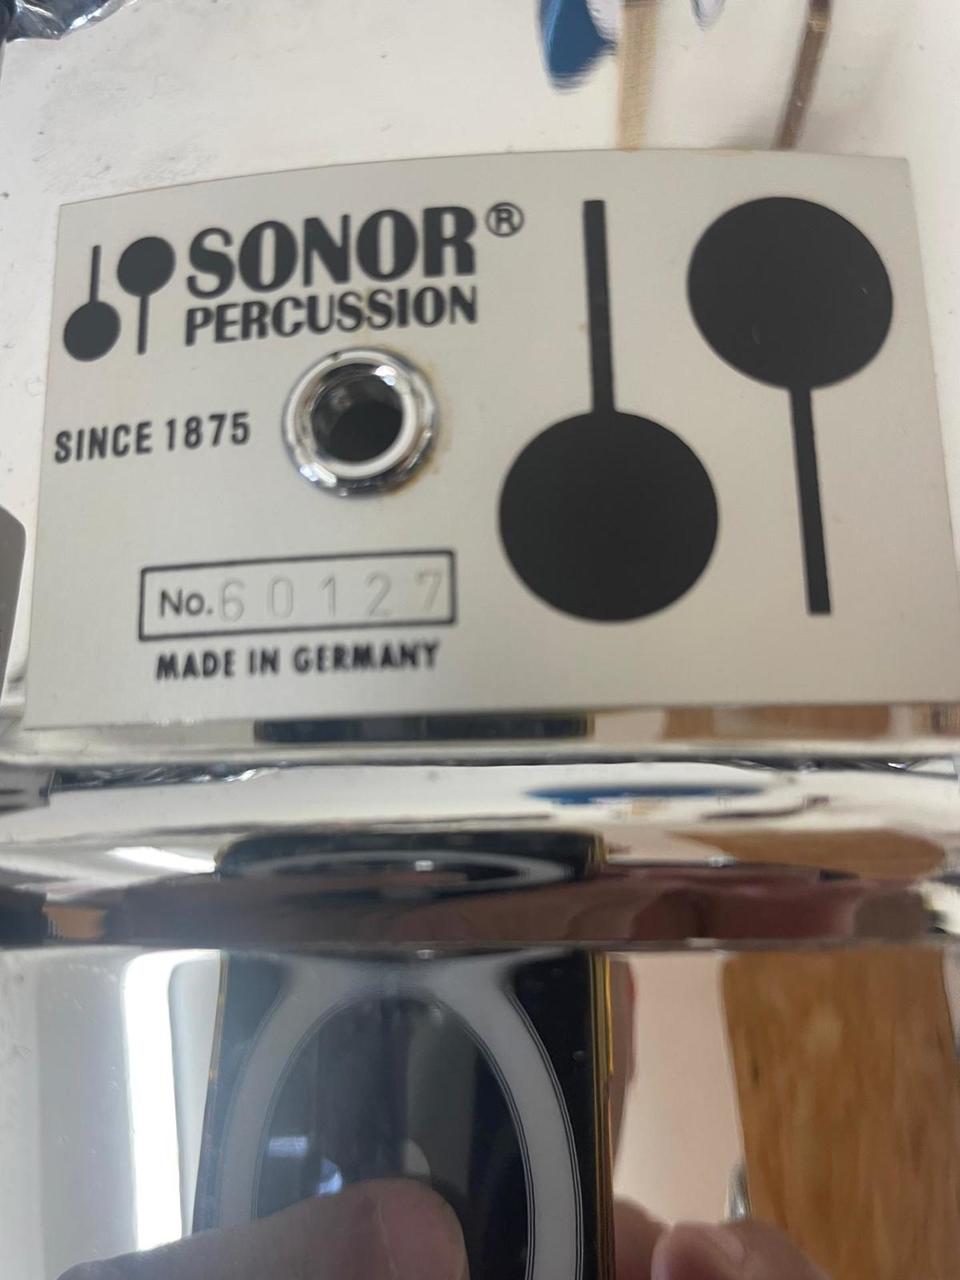 SONOR®
PERCUSSION
SINCE 1875
No. 60127
MADE IN GERMANY